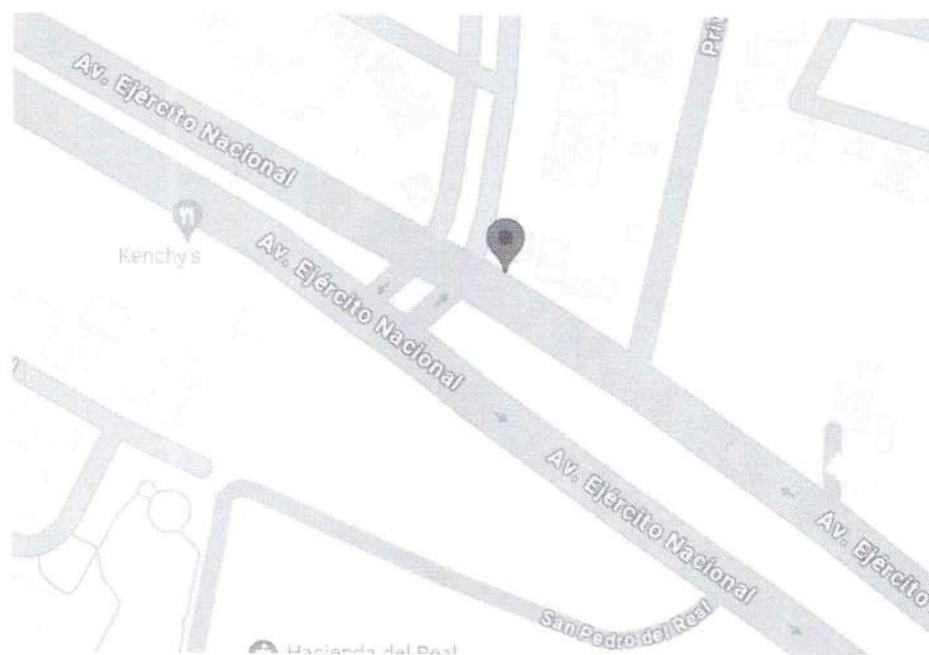 Priv
Av. Ejército Nacional
Kenchy's
Av. Ejército Nacional
Av. Ejército Nacional
Av. Ejército
San Pedro del Real
Hacienda del Real